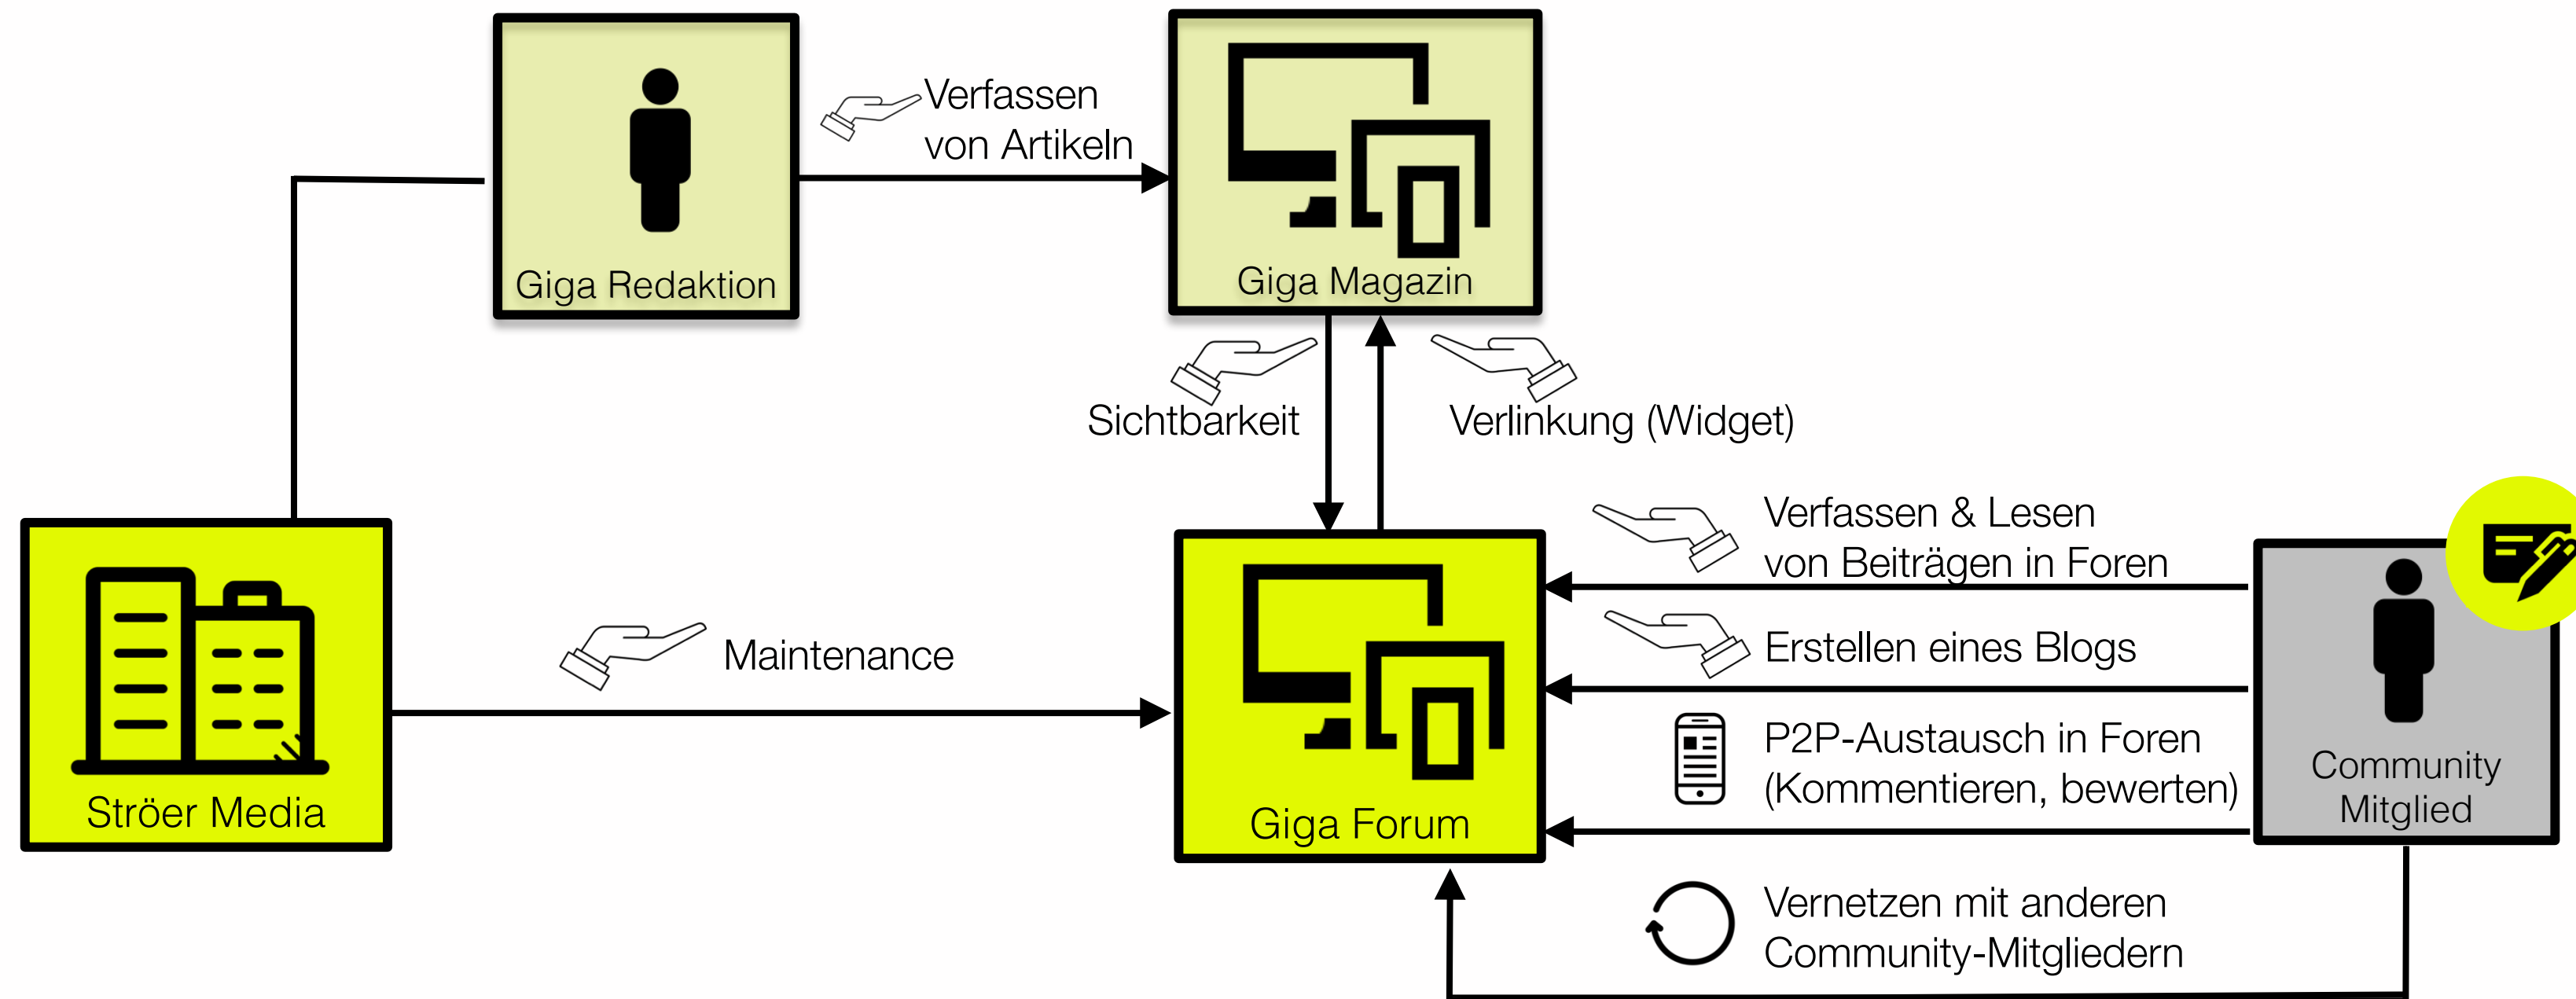 Verfassen
von Artikeln
Giga Redaktion
Giga Magazin
Sichtbarkeit
Verlinkung (Widget)
Verfassen & Lesen
von Beiträgen in Foren
Maintenance
Erstellen eines Blogs
P2P-Austausch in Foren
(Kommentieren, bewerten)
Ströer Media
Giga Forum
Community
Mitglied
Vernetzen mit anderen
Community-Mitgliedern